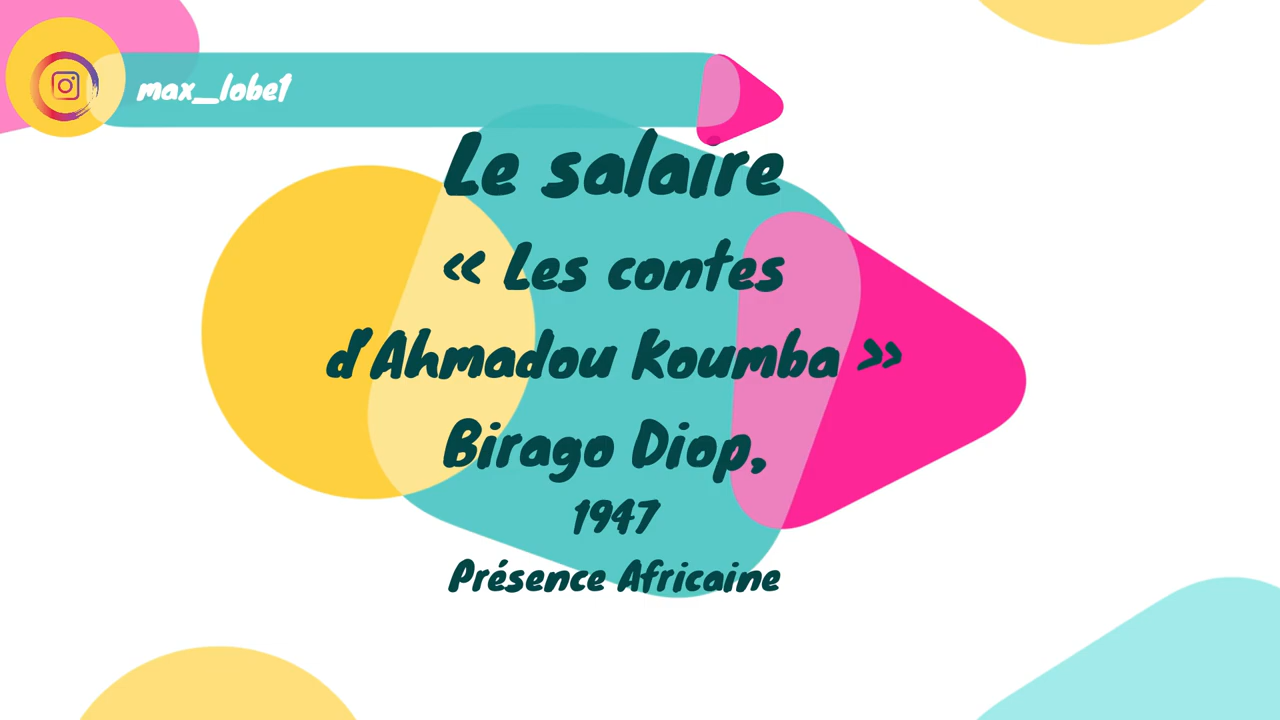 max_lobe1
Le salaire
« Les contes
d'Ahmadou Koumba »
Birago Diop,
1947
Présence Africaine